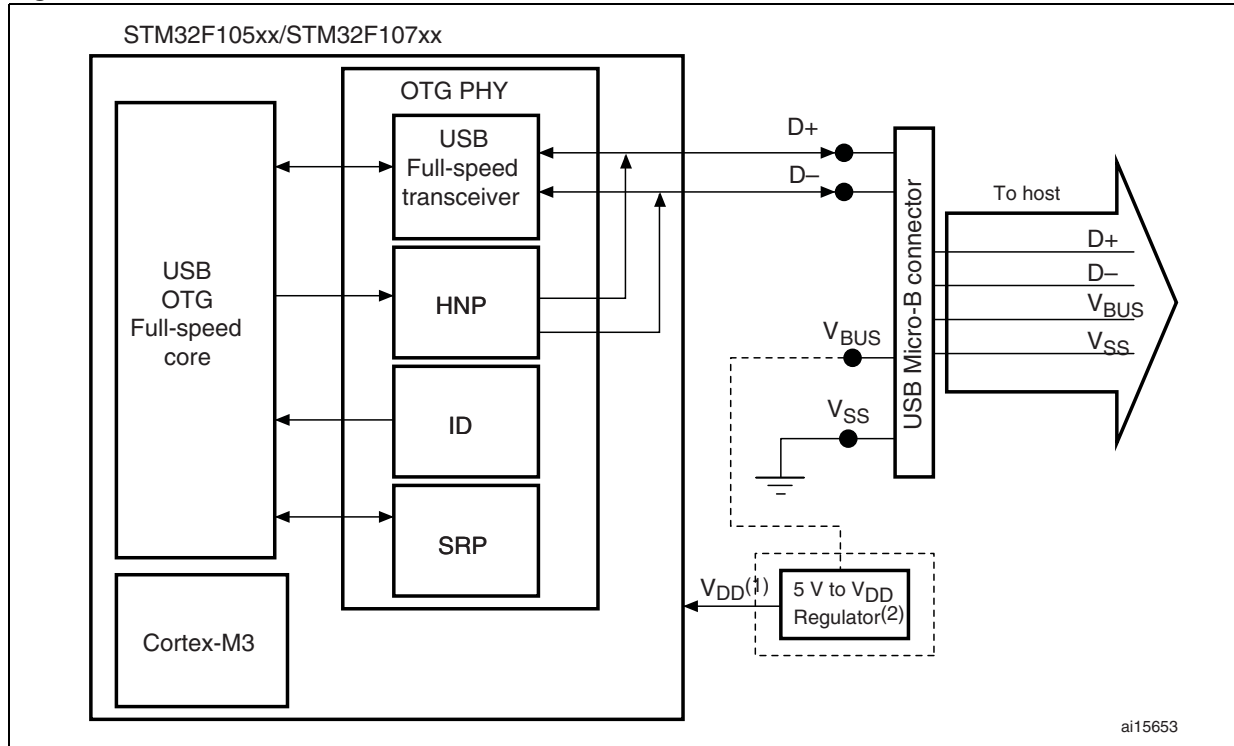 STM32F105xx/STM32F107xx
OTG PHY
USB
Full-speed
transceiver
HNP
ID
SRP
USB
OTG
Full-speed
core
Cortex-M3
D+
D–
VBUS
VSS
VDD(1)
5 V to VDD
Regulator(2)
USB Micro-B connector
To host
D+
D–
VBUS
VSS
ai15653